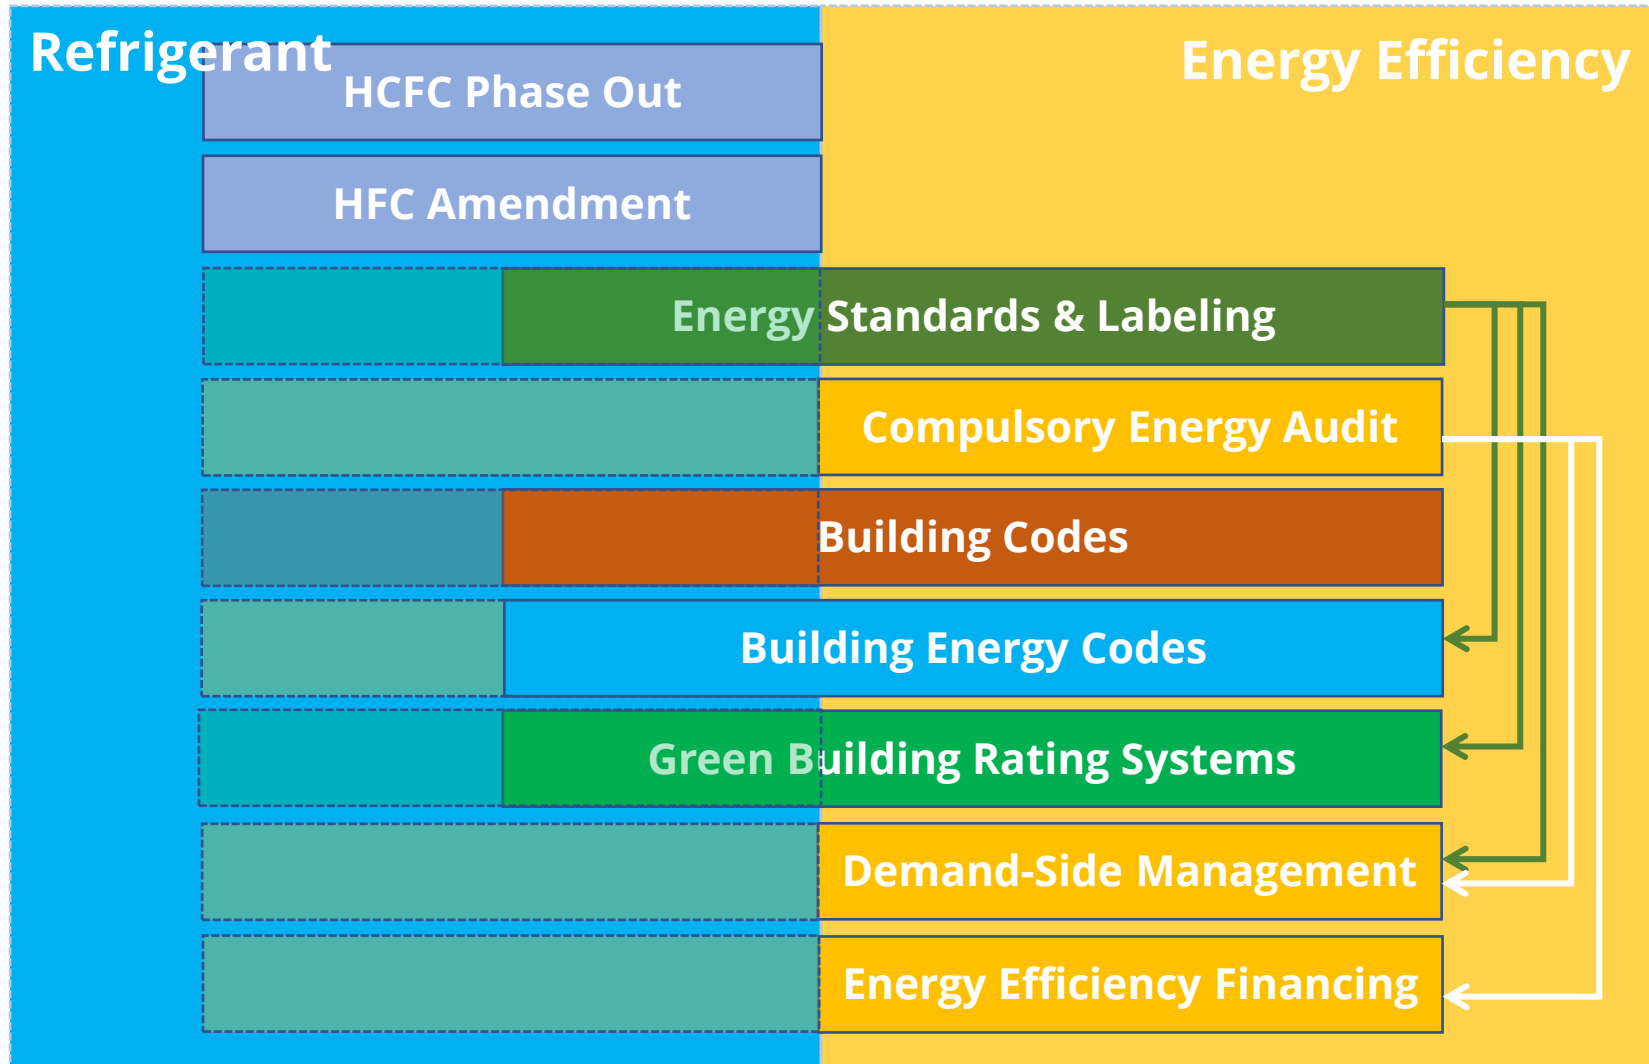 Refrigerant
Energy Efficiency
HCFC Phase Out
HFC Amendment
Energy Standards & Labeling
Compulsory Energy Audit
Building Codes
Building Energy Codes
Green Building Rating Systems
Demand-Side Management
Energy Efficiency Financing